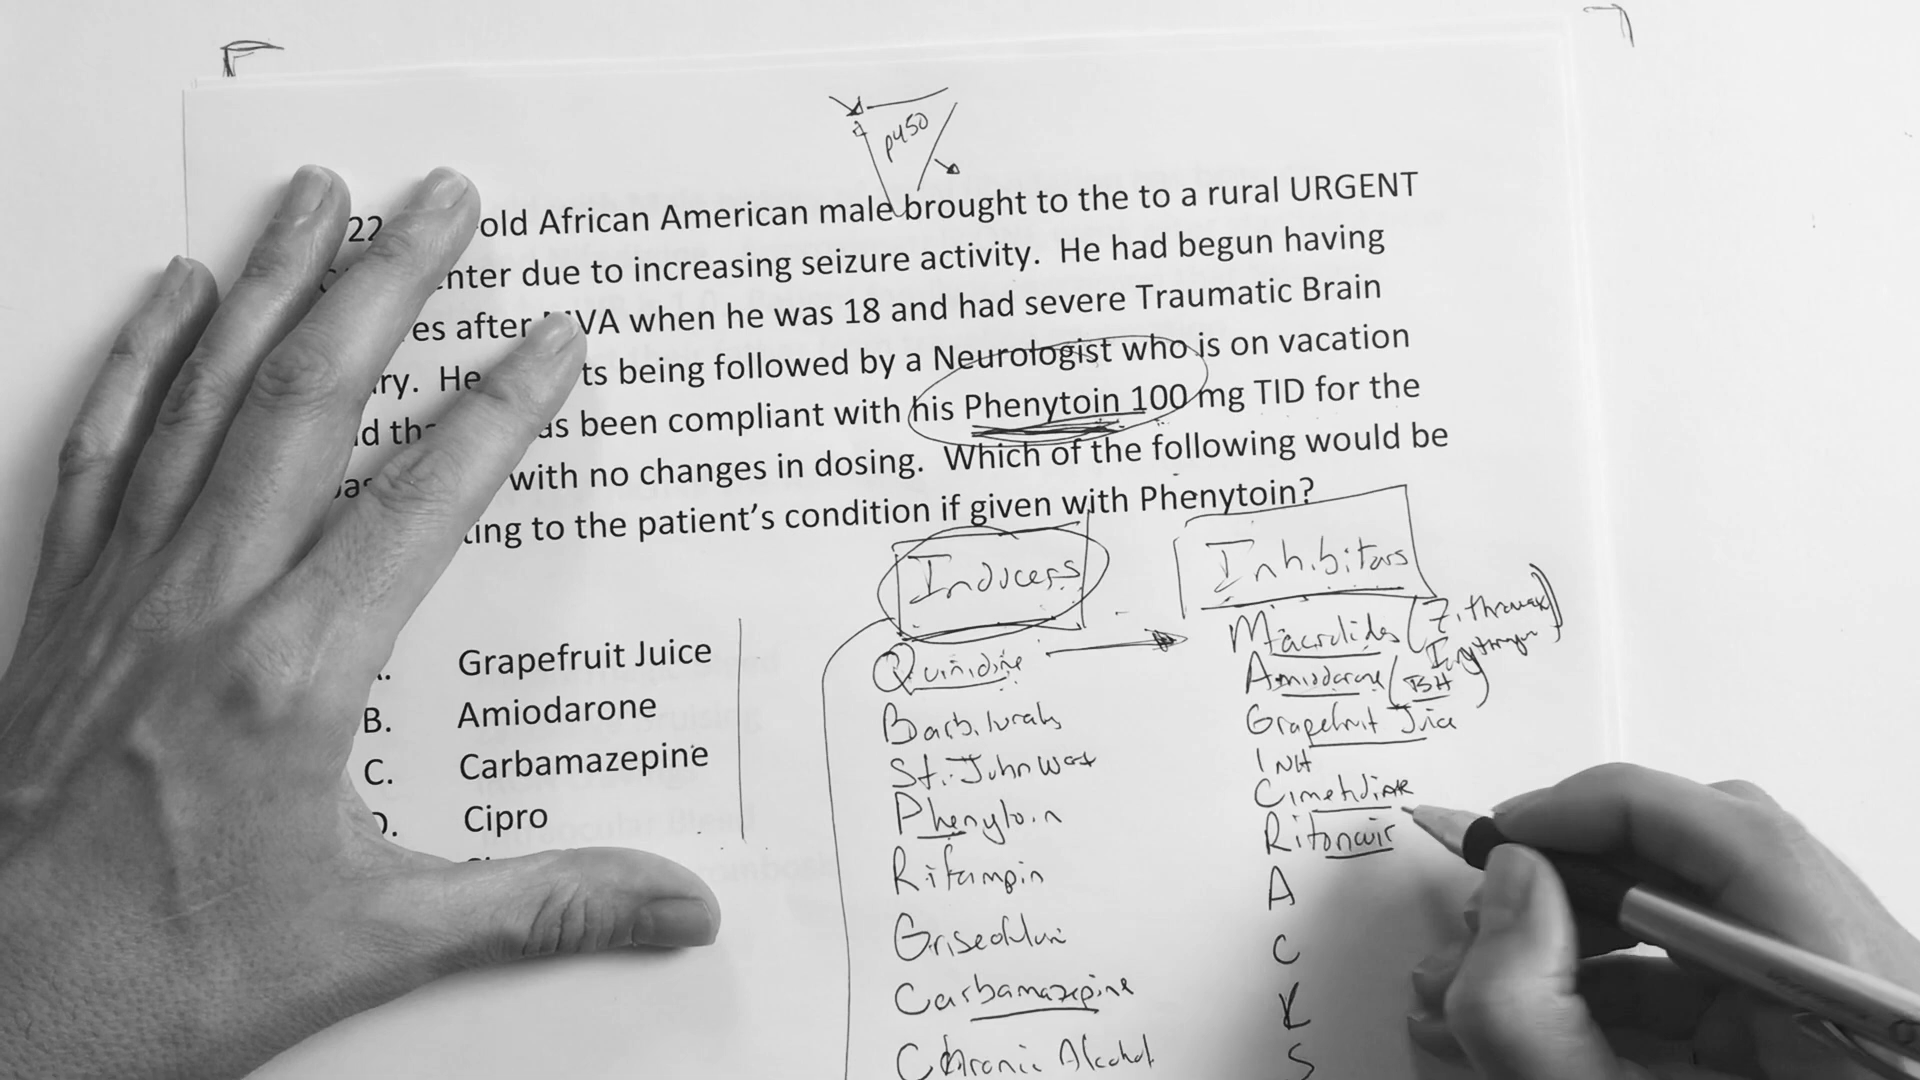 p450
22 -old African American male brought to the to a rural URGENT
nter due to increasing seizure activity. He had begun having
es after VA when he was 18 and had severe Traumatic Brain
ry. He ts being followed by a Neurologist who is on vacation
d th as been compliant with his Phenytoin 100 mg TID for the
as with no changes in dosing. Which of the following would be
ting to the patient's condition if given with Phenytoin?
Grapefruit Juice
B. Amiodarone
C. Carbamazepine
D. Cipro
Inducers
Quinidine
St. John Wort
Phenytoin
Rifampin
Carbamazepine
Chronic Alcohol
Inhibitors
Macrolides
Amiodarone
Grapefruit Juice
INH
Ritonavir
A
C
K
S